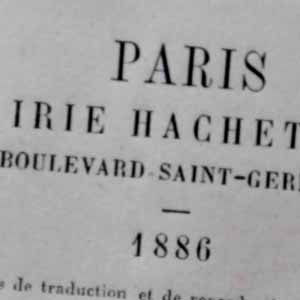 PARIS
IRIE HACHET
BOULEVARD SAINT-GER
—
1886
de traduction et de